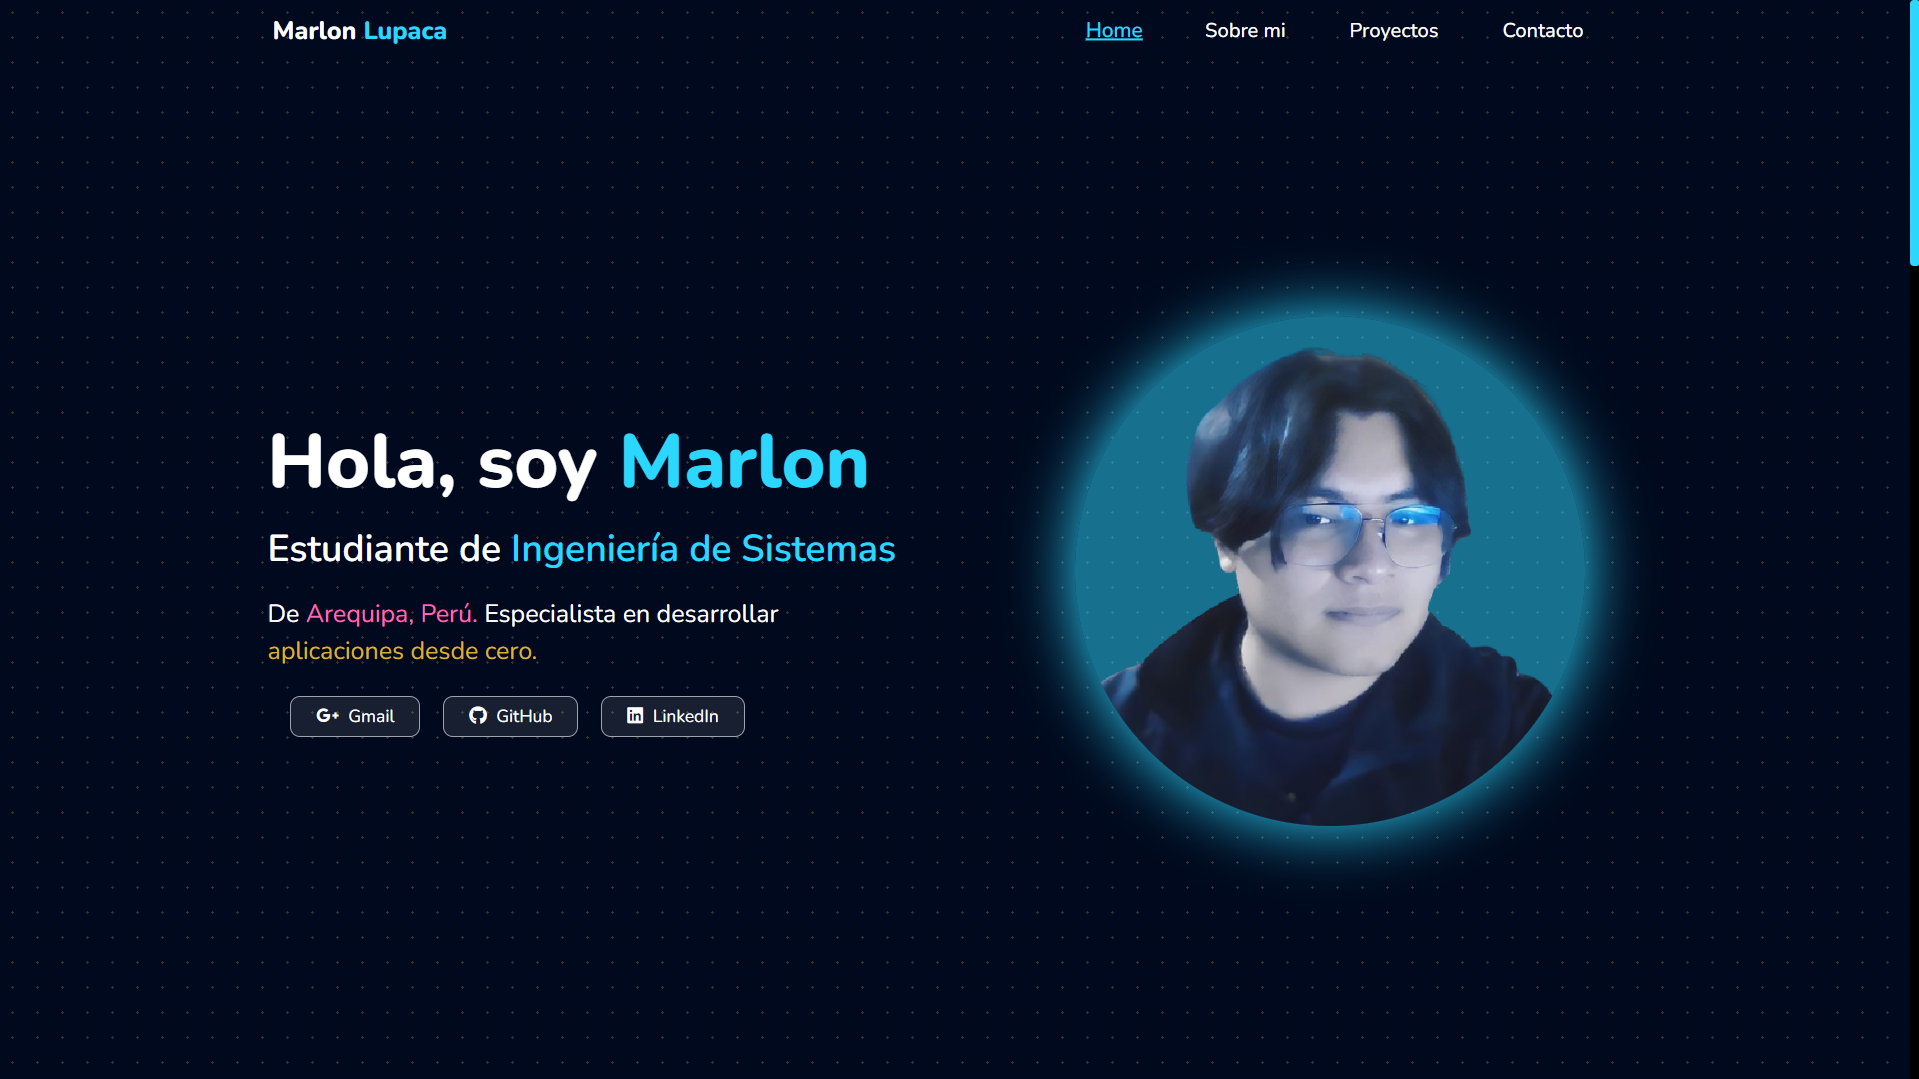 Marlon Lupaca
Home Sobre mi Proyectos Contacto
Hola, soy Marlon
Estudiante de Ingeniería de Sistemas
De Arequipa, Perú. Especialista en desarrollar
aplicaciones desde cero.
G+ Gmail GitHub in LinkedIn